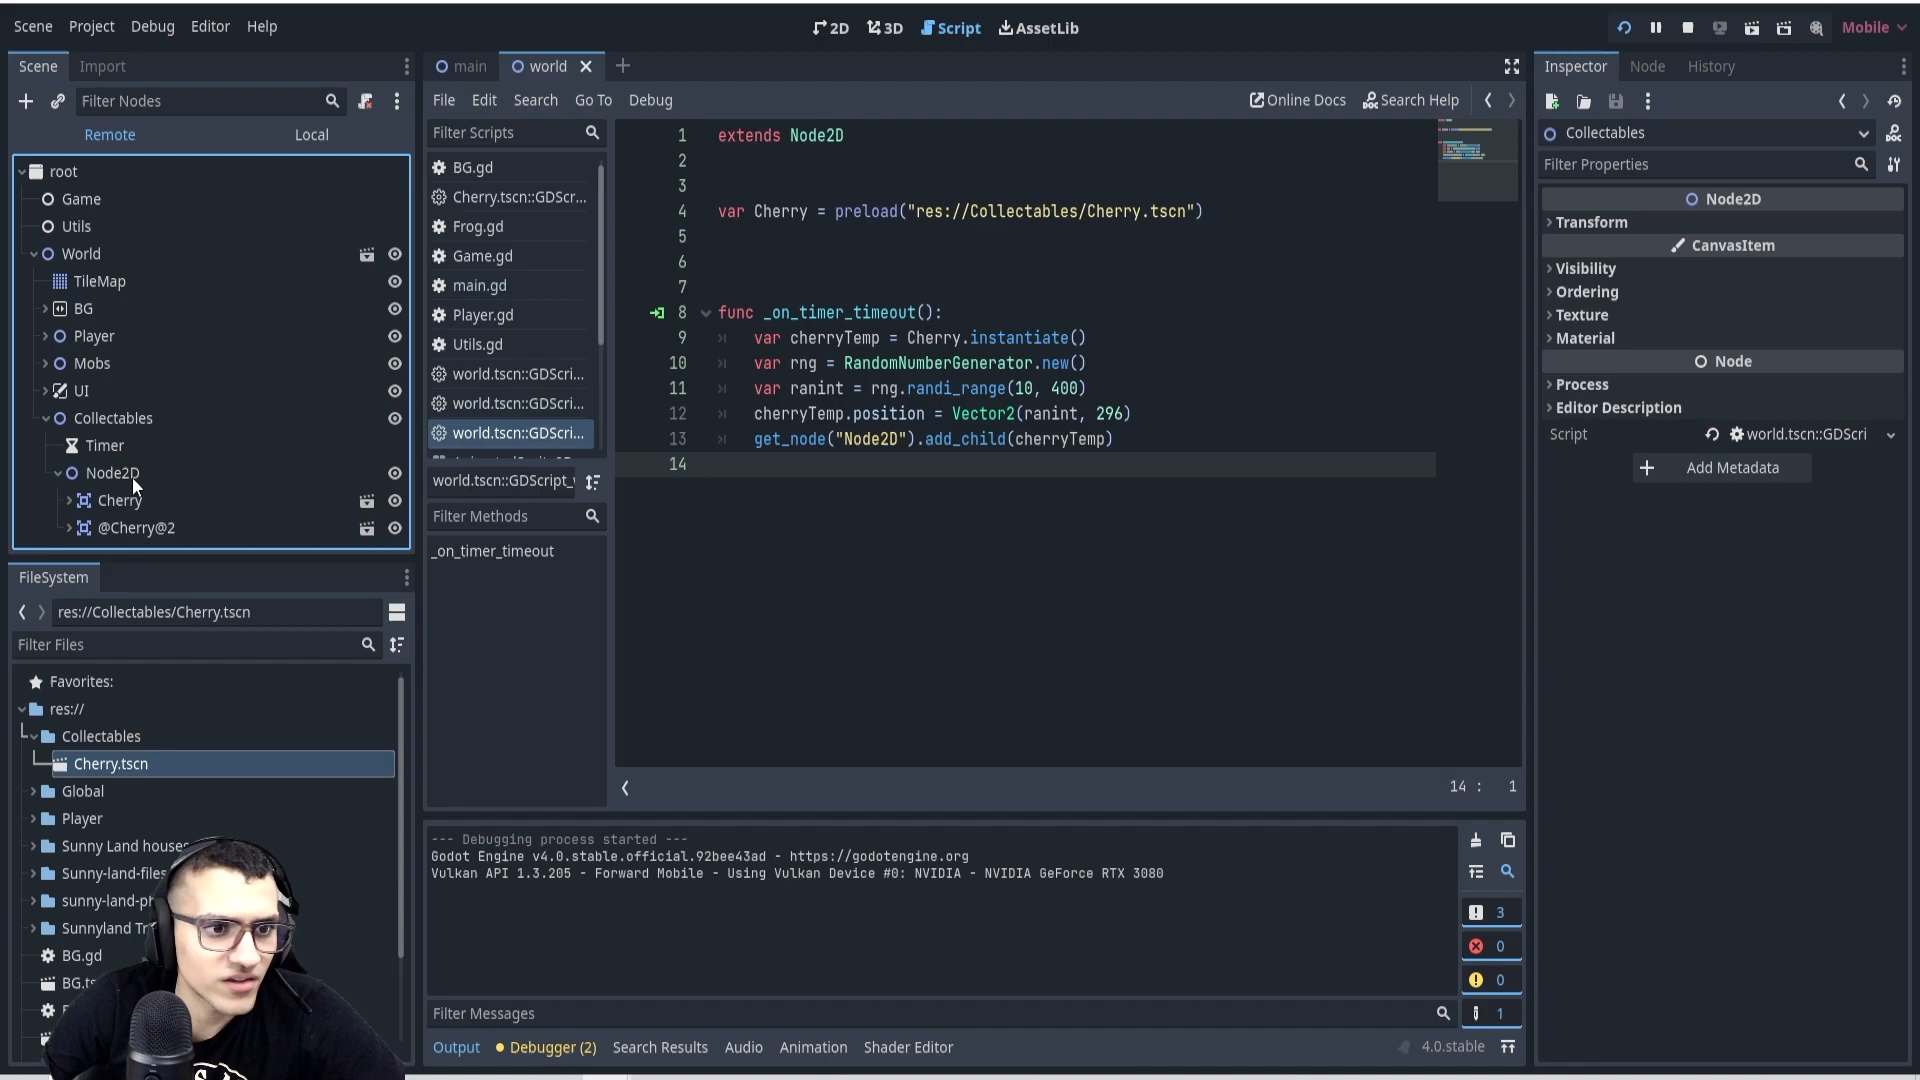 Scene Project Debug Editor Help
2D 3D Script AssetLib
Mobile
Scene Import
Filter Nodes
Remote Local
root
Game
Utils
World
TileMap
BG
Player
Mobs
UI
Collectables
Timer
Node2D
Cherry
@Cherry@2
FileSystem
res://Collectables/Cherry.tscn
Filter Files
Favorites:
res://
Collectables
Cherry.tscn
Global
Player
Sunny Land houses
Sunny-land-files
sunny-land-ph
Sunnyland Tr
BG.gd
BG.ts
main world
File Edit Search Go To Debug
Online Docs Search Help
Filter Scripts
BG.gd
Cherry.tscn::GDScr...
Frog.gd
Game.gd
main.gd
Player.gd
Utils.gd
world.tscn::GDScri...
world.tscn::GDScri...
world.tscn::GDScri...
world.tscn::GDScript_
Filter Methods
_on_timer_timeout
1 extends Node2D
2
3
4 var Cherry = preload("res://Collectables/Cherry.tscn")
5
6
7
8 func _on_timer_timeout():
9 var cherryTemp = Cherry.instantiate()
10 var rng = RandomNumberGenerator.new()
11 var ranint = rng.randi_range(10, 400)
12 cherryTemp.position = Vector2(ranint, 296)
13 get_node("Node2D").add_child(cherryTemp)
14
14 : 1
--- Debugging process started ---
Godot Engine v4.0.stable.official.92bee43ad - https://godotengine.org
Vulkan API 1.3.205 - Forward Mobile - Using Vulkan Device #0: NVIDIA - NVIDIA GeForce RTX 3080
3
0
0
1
Filter Messages
Output Debugger (2) Search Results Audio Animation Shader Editor
4.0.stable
Inspector Node History
Collectables
Filter Properties
Node2D
Transform
CanvasItem
Visibility
Ordering
Texture
Material
Node
Process
Editor Description
Script world.tscn::GDScri
Add Metadata